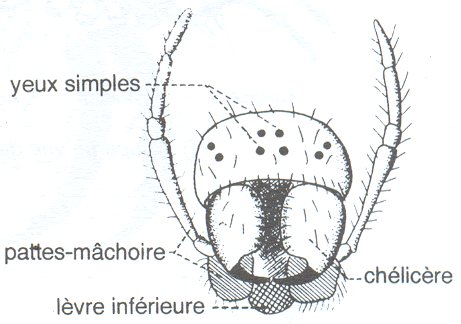 yeux simples
pattes-mâchoire
chélicère
lèvre inférieure